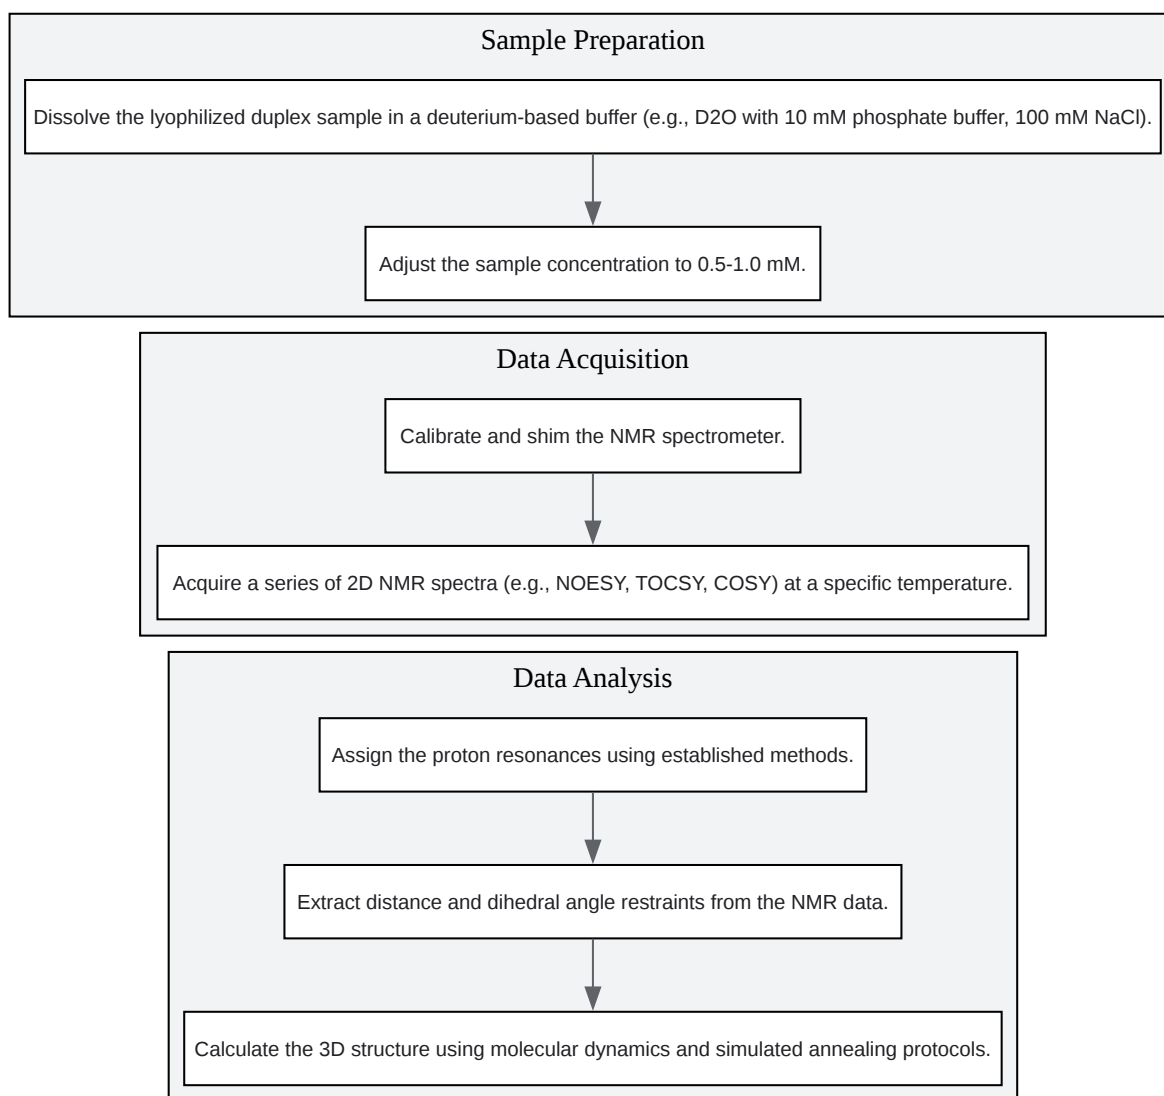 Sample Preparation
Dissolve the lyophilized duplex sample in a deuterium-based buffer (e.g., D2O with 10 mM phosphate buffer, 100 mM NaCl).
Adjust the sample concentration to 0.5-1.0 mM.
Data Acquisition
Calibrate and shim the NMR spectrometer.
Acquire a series of 2D NMR spectra (e.g., NOESY, TOCSY, COSY) at a specific temperature.
Data Analysis
Assign the proton resonances using established methods.
Extract distance and dihedral angle restraints from the NMR data.
Calculate the 3D structure using molecular dynamics and simulated annealing protocols.